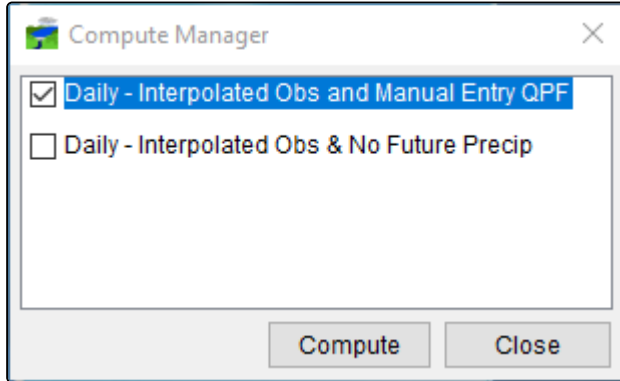 Compute Manager
Daily - Interpolated Obs and Manual Entry QPF
Daily - Interpolated Obs & No Future Precip
Compute Close